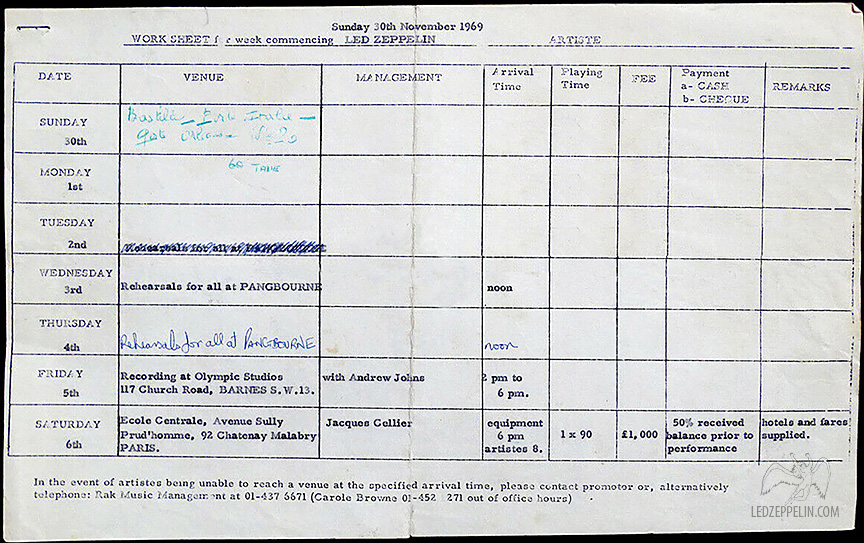 Sunday 30th November 1969
WORK SHEET for week commencing LED ZEPPELIN ARTISTE
DATE VENUE MANAGEMENT Arrival Time Playing Time FEE Payment a- CASH b- CHEQUE REMARKS
SUNDAY 30th
MONDAY 1st
TUESDAY 2nd Rehearsals for all at
WEDNESDAY 3rd Rehearsals for all at PANGBOURNE noon
THURSDAY 4th Rehearsals for all at PANGBOURNE noon
FRIDAY Recording at Olympic Studios with Andrew Johns 2 pm to
5th 117 Church Road, BARNES S.W.13. 6 pm.
SATURDAY Ecole Centrale, Avenue Sully Jacques Cellier equipment 50% received hotels and fares
6th Prud'homme, 92 Chatenay Malabry 6 pm 1 x 90 £1,000 balance prior to supplied.
PARIS. artistes 8. performance
In the event of artistes being unable to reach a venue at the specified arrival time, please contact promotor or, alternatively
telephone: Rak Music Management at 01-437 6671 (Carole Browne 01-452 271 out of office hours) .
LEDZEPPELIN.COM